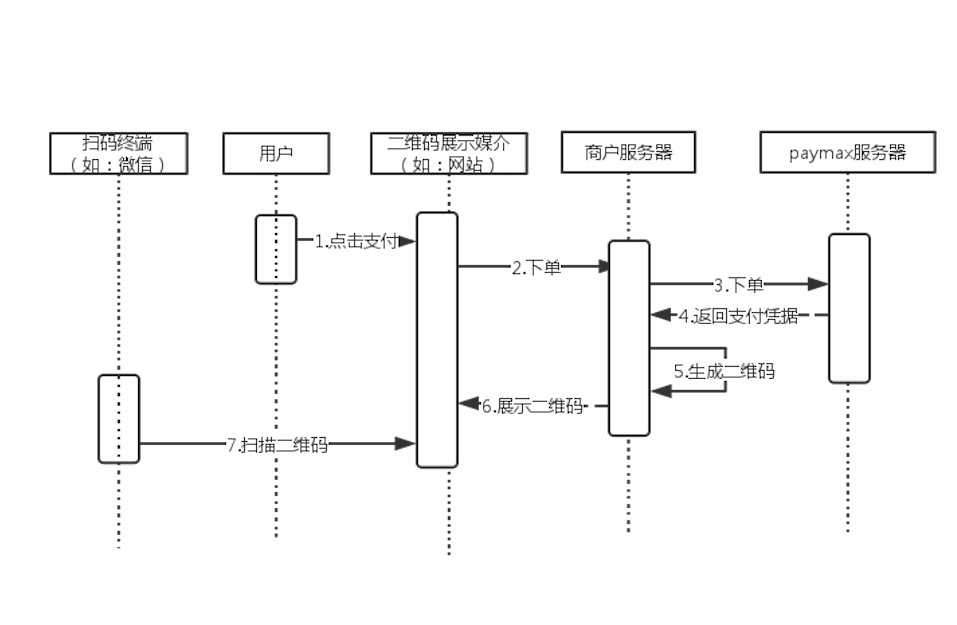 扫码终端
（如：微信）
用户
二维码展示媒介
（如：网站）
商户服务器
paymax服务器
1.点击支付
2.下单
3.下单
4.返回支付凭据
5.生成二维码
6.展示二维码
7.扫描二维码